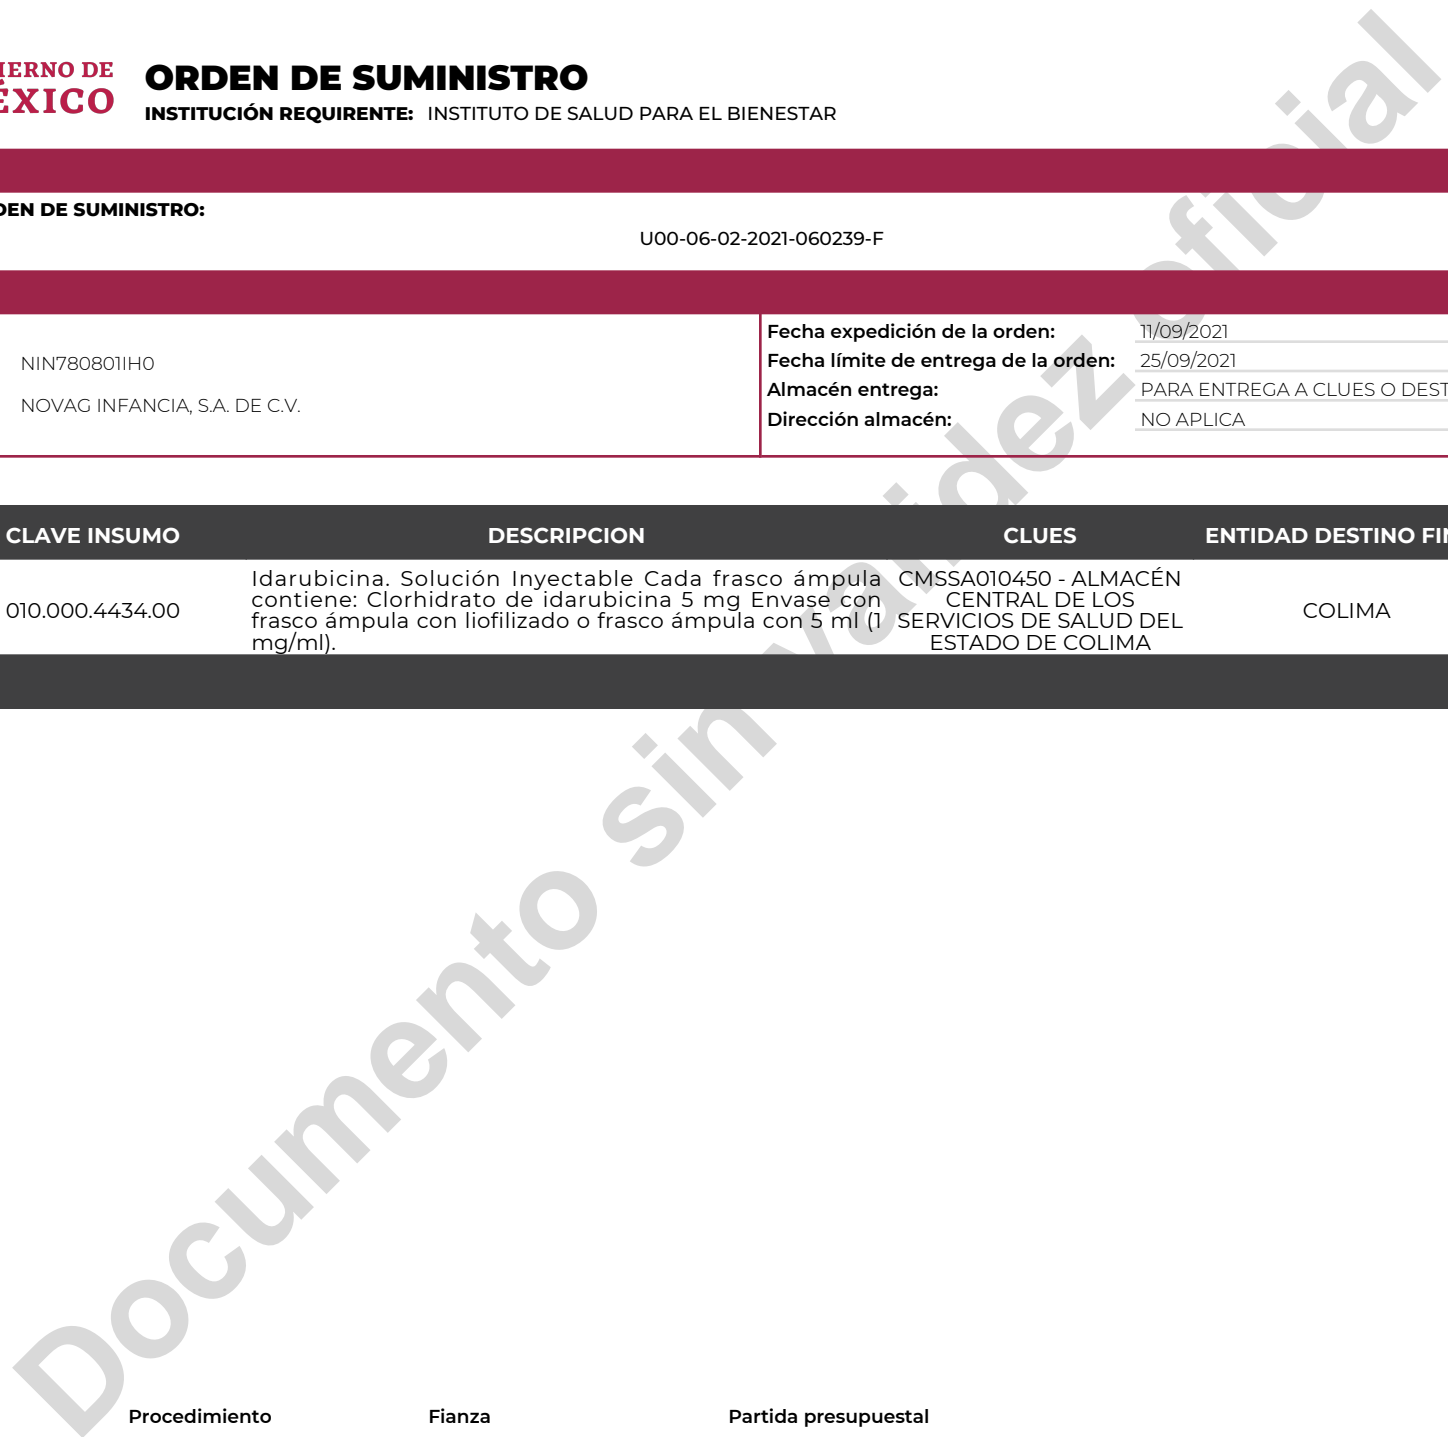 IERNO DE
ÉXICO
ORDEN DE SUMINISTRO
INSTITUCIÓN REQUIRENTE: INSTITUTO DE SALUD PARA EL BIENESTAR
DEN DE SUMINISTRO:
U00-06-02-2021-060239-F
NIN780801IH0
NOVAG INFANCIA, S.A. DE C.V.
Fecha expedición de la orden: 11/09/2021
Fecha límite de entrega de la orden: 25/09/2021
Almacén entrega: PARA ENTREGA A CLUES O DEST
Dirección almacén: NO APLICA
CLAVE INSUMO DESCRIPCION CLUES ENTIDAD DESTINO FIN
010.000.4434.00
Idarubicina. Solución Inyectable Cada frasco ámpula
contiene: Clorhidrato de idarubicina 5 mg Envase con
frasco ámpula con liofilizado o frasco ámpula con 5 ml (1
mg/ml).
CMSSA010450 - ALMACÉN
CENTRAL DE LOS
SERVICIOS DE SALUD DEL
ESTADO DE COLIMA
COLIMA
Documento sin validez oficial
Procedimiento Fianza Partida presupuestal